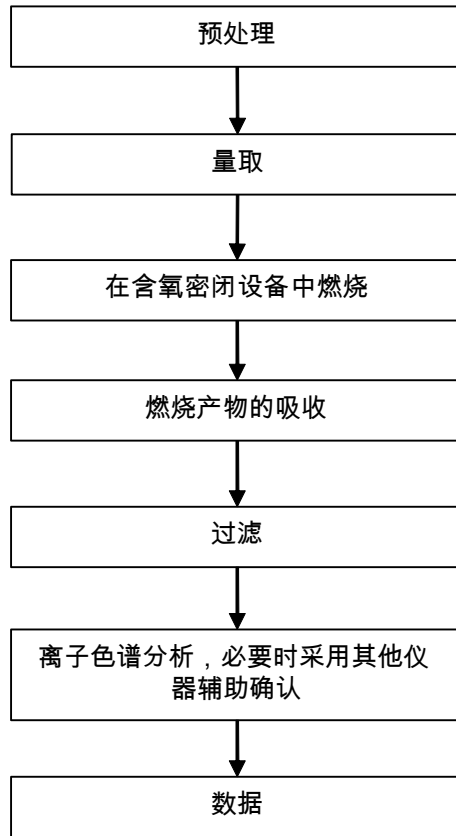 预处理
量取
在含氧密闭设备中燃烧
燃烧产物的吸收
过滤
离子色谱分析，必要时采用其他仪
器辅助确认
数据